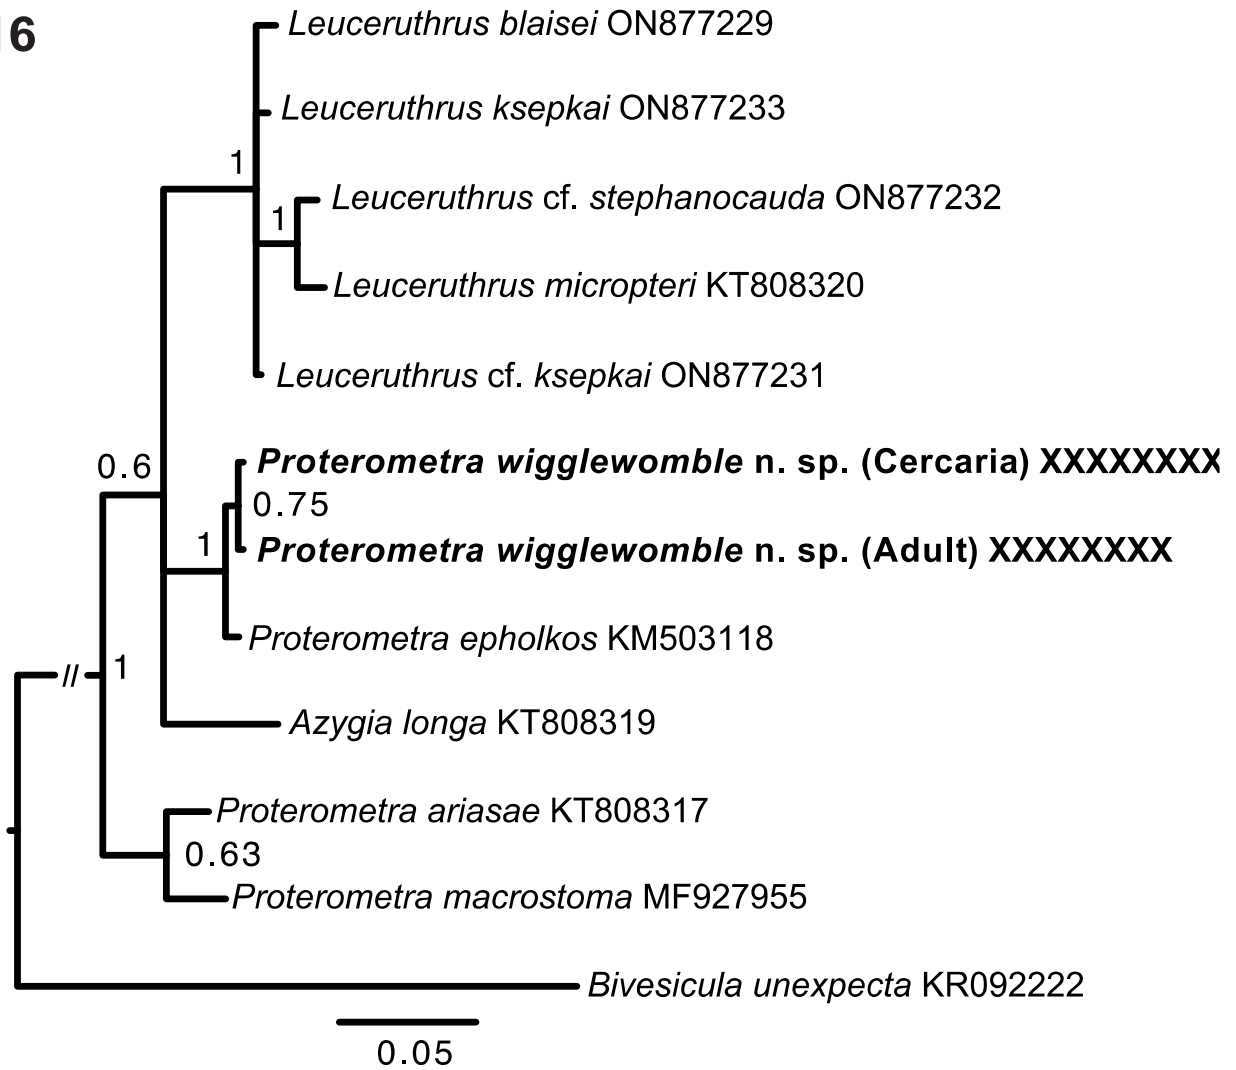 16
Leuceruthrus blaisei ON877229
Leuceruthrus ksepkai ON877233
1
Leuceruthrus cf. stephanocauda ON877232
1
Leuceruthrus micropteri KT808320
Leuceruthrus cf. ksepkai ON877231
0.6
Proterometra wigglewomble n. sp. (Cercaria) XXXXXXXX
0.75
1
Proterometra wigglewomble n. sp. (Adult) XXXXXXXX
Proterometra epholkos KM503118
// 1
Azygia longa KT808319
Proterometra ariasae KT808317
0.63
Proterometra macrostoma MF927955
Bivesicula unexpecta KR092222
0.05